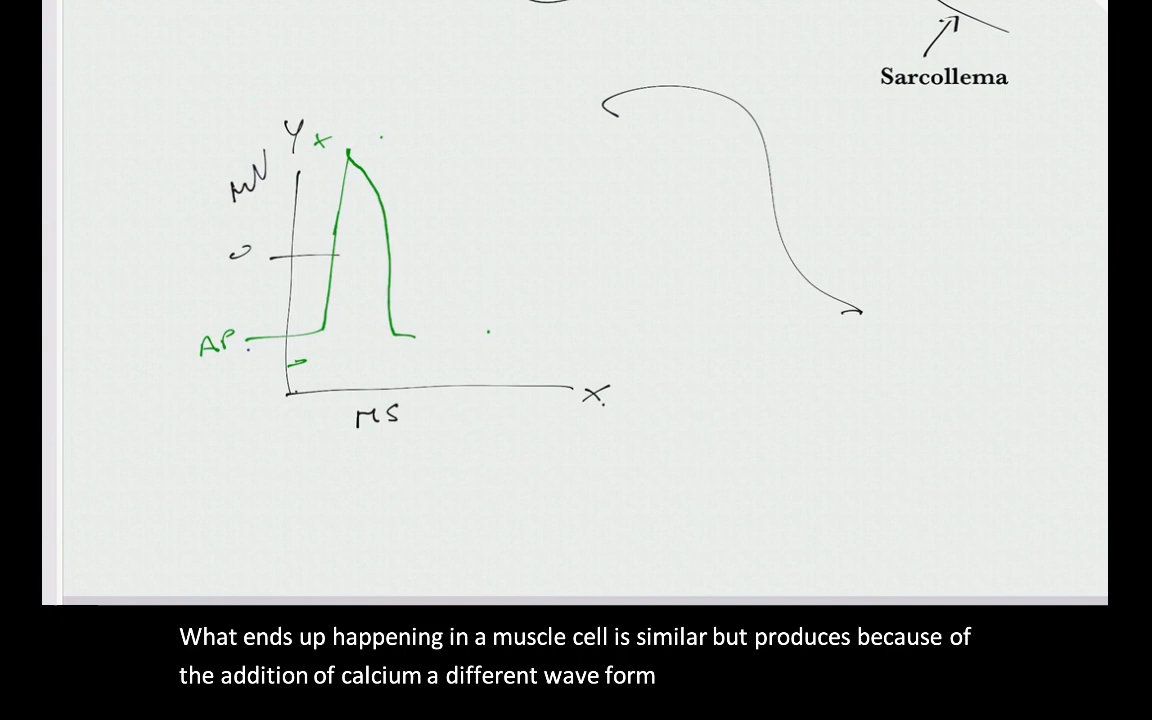 Sarcollema
Y +
MV
0
AP -
MS
X
What ends up happening in a muscle cell is similar but produces because of
the addition of calcium a different wave form